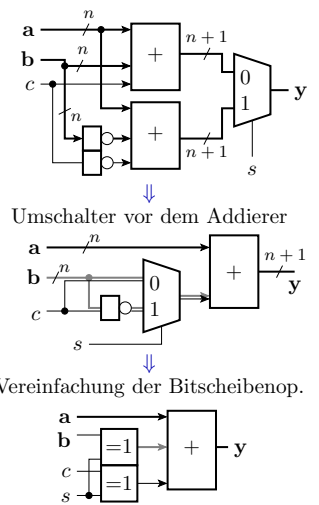 a
n
b
n
c
n
+
+
n + 1
n + 1
0
1
y
s
⇓
Umschalter vor dem Addierer
a
n
b
n
c
0
1
s
+
n + 1
y
⇓
Vereinfachung der Bitscheibenop.
a
b
c
s
=1
=1
+
y